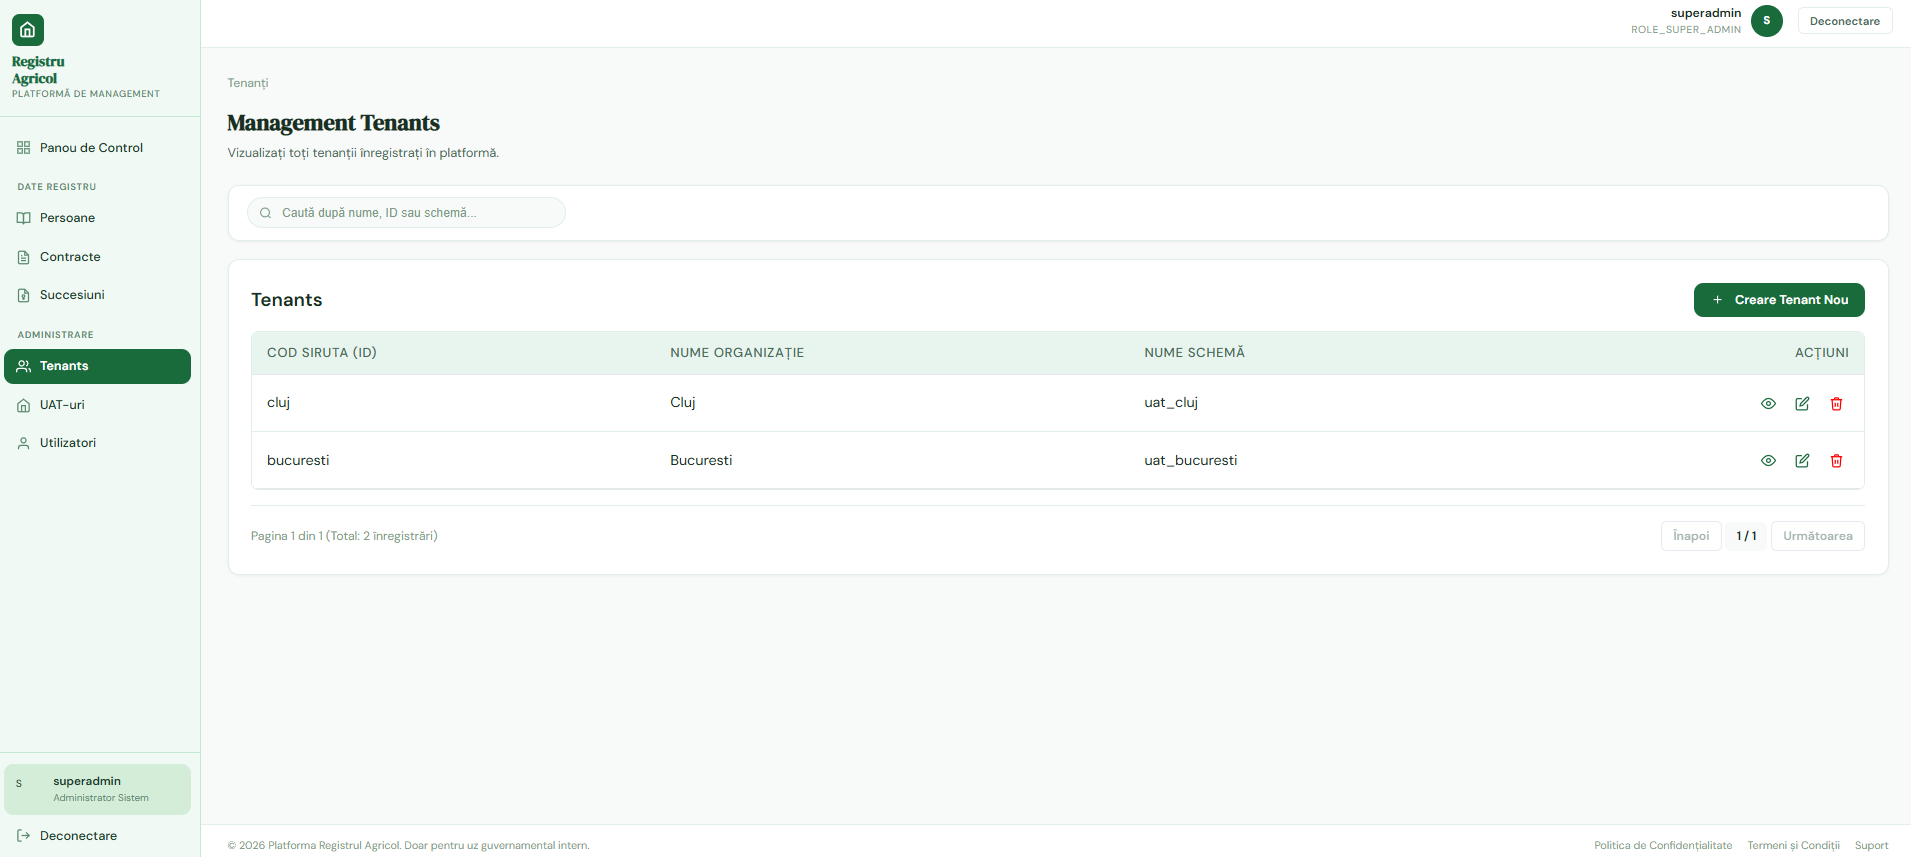 Registru
Agricol
PLATFORMĂ DE MANAGEMENT
Panou de Control
DATE REGISTRU
Persoane
Contracte
Succesiuni
ADMINISTRARE
Tenants
UAT-uri
Utilizatori
S
superadmin
Administrator Sistem
Deconectare
superadmin
ROLE_SUPER_ADMIN
S
Deconectare
Tenanți
Management Tenants
Vizualizați toți tenanții înregistrați în platformă.
Caută după nume, ID sau schemă...
Tenants
+ Creare Tenant Nou
COD SIRUTA (ID) NUME ORGANIZAȚIE NUME SCHEMĂ ACȚIUNI
cluj Cluj uat_cluj
bucuresti Bucuresti uat_bucuresti
Pagina 1 din 1 (Total: 2 înregistrări)
Înapoi 1 / 1 Următoarea
© 2026 Platforma Registrul Agricol. Doar pentru uz guvernamental intern.
Politica de Confidențialitate Termeni și Condiții Suport